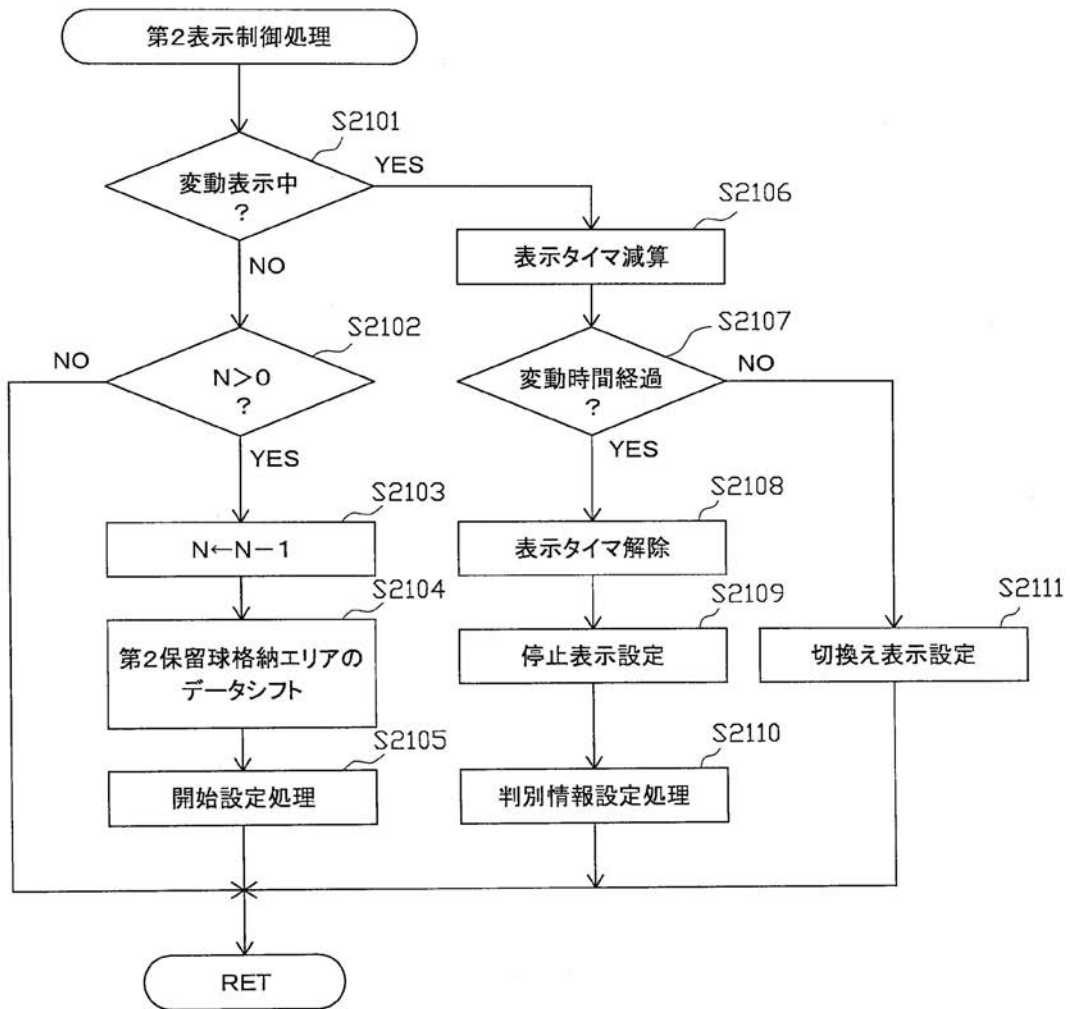 第2表示制御処理
S2101
変動表示中
?
YES
NO
S2106
表示タイマ減算
S2102
N>0
?
NO
YES
S2107
変動時間経過
?
NO
YES
S2103
N←N-1
S2108
表示タイマ解除
S2104
第2保留球格納エリアの
データシフト
S2109
停止表示設定
S2111
切換え表示設定
S2105
開始設定処理
S2110
判別情報設定処理
RET